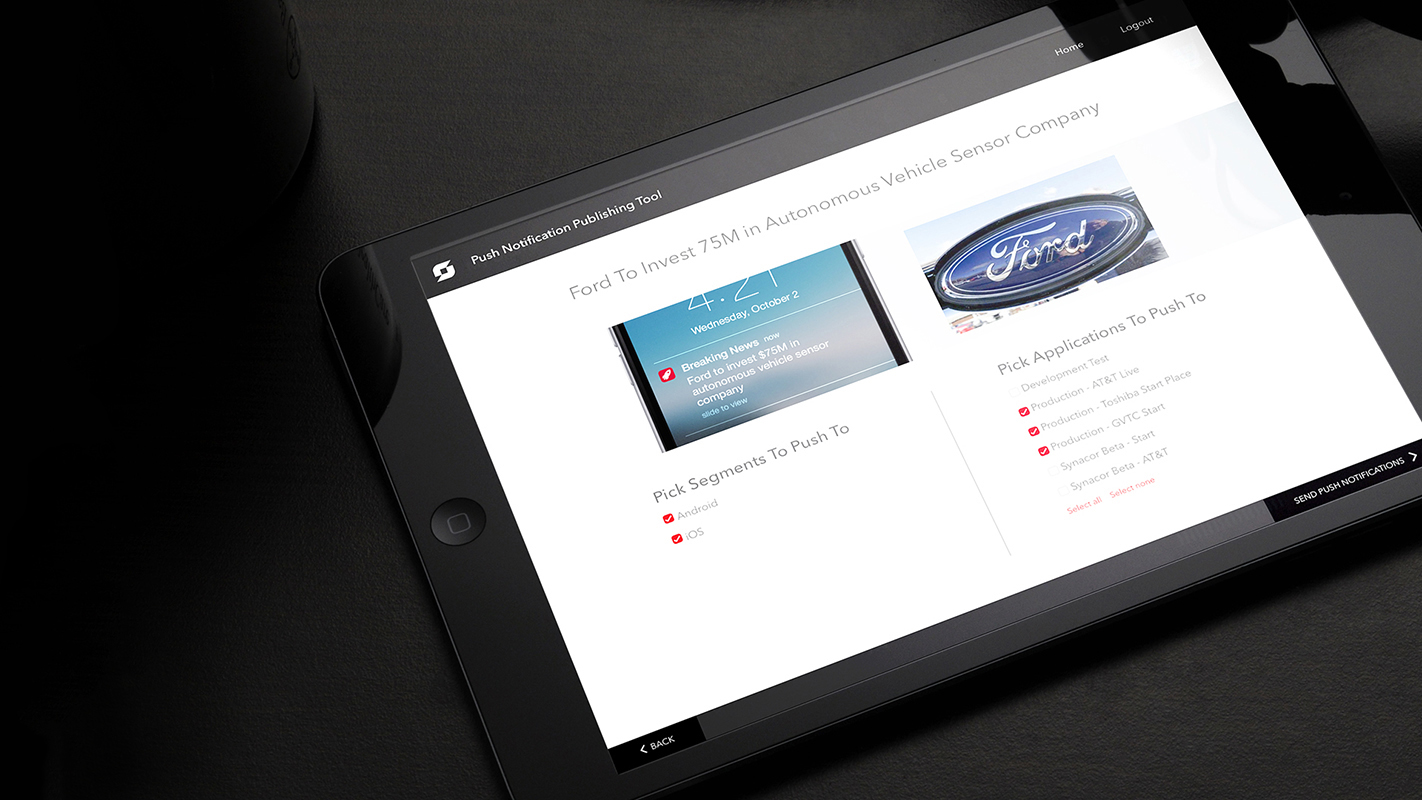 Home
Logout
Push Notification Publishing Tool
Ford To Invest 75M in Autonomous Vehicle Sensor Company
4:21
Wednesday, October 2
Breaking News now
Ford to invest $75M in
autonomous vehicle sensor
company
slide to view
Ford
Pick Segments To Push To
Android
iOS
Pick Applications To Push To
Development Test
Production - AT&T Live
Production - Toshiba Start Place
Production - GVTC Start
Synacor Beta - Start
Synacor Beta - AT&T
Select all Select none
BACK
SEND PUSH NOTIFICATIONS